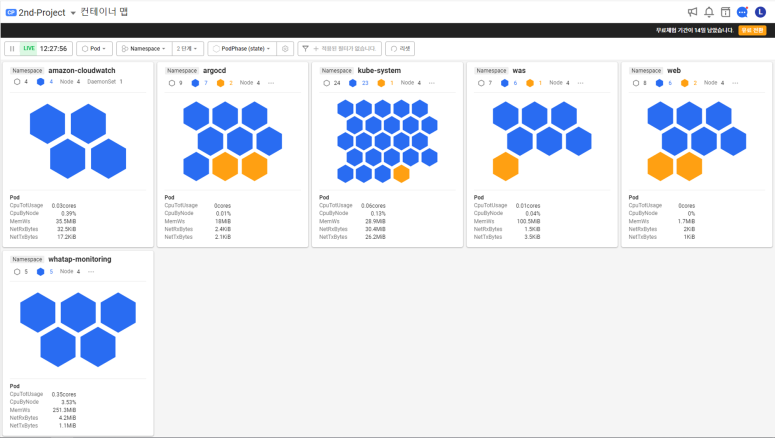 CP 2nd-Project 컨테이너 맵 L
무료체험 기간이 14일 남았습니다. 유료 전환
LIVE 12:27:56 Pod Namespace 2 단계 PodPhase (state) 적용된 필터가 없습니다. 리셋
Namespace amazon-cloudwatch
4 4 Node 4 DaemonSet 1
Pod
CpuTotUsage 0.03cores
CpuByNode 0.39%
MemWs 35.5MiB
NetRxBytes 32.5KiB
NetTxBytes 17.2KiB
Namespace argocd
9 7 2 Node 4 ...
Pod
CpuTotUsage 0cores
CpuByNode 0.01%
MemWs 18MiB
NetRxBytes 2.4KiB
NetTxBytes 2.1KiB
Namespace kube-system
24 23 1 Node 4 ...
Pod
CpuTotUsage 0.06cores
CpuByNode 0.13%
MemWs 28.9MiB
NetRxBytes 30.4MiB
NetTxBytes 26.2MiB
Namespace was
7 6 1 Node 4 ...
Pod
CpuTotUsage 0.01cores
CpuByNode 0.04%
MemWs 100.5MiB
NetRxBytes 1.5KiB
NetTxBytes 3.5KiB
Namespace web
8 6 2 Node 4 ...
Pod
CpuTotUsage 0cores
CpuByNode 0%
MemWs 1.7MiB
NetRxBytes 2KiB
NetTxBytes 1KiB
Namespace whatap-monitoring
5 5 Node 4 ...
Pod
CpuTotUsage 0.35cores
CpuByNode 3.53%
MemWs 251.3MiB
NetRxBytes 4.2MiB
NetTxBytes 1.1MiB